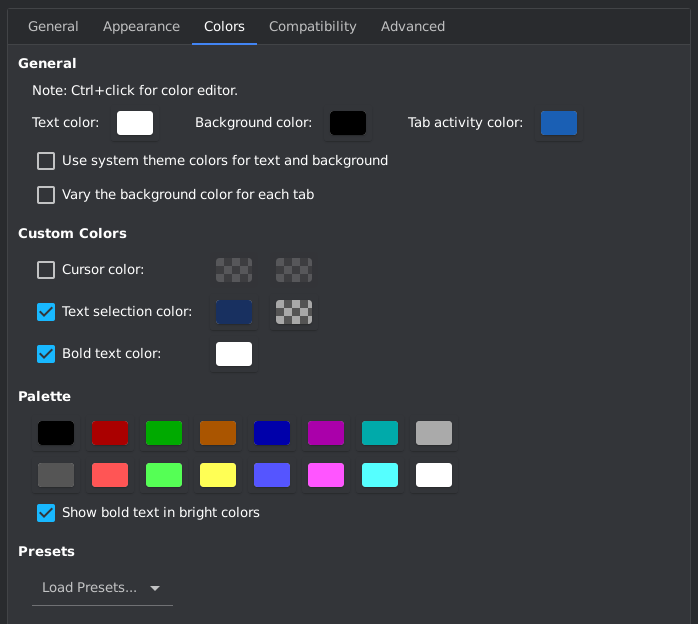 General Appearance Colors Compatibility Advanced
General
Note: Ctrl+click for color editor.
Text color: Background color: Tab activity color:
Use system theme colors for text and background
Vary the background color for each tab
Custom Colors
Cursor color:
Text selection color:
Bold text color:
Palette
Show bold text in bright colors
Presets
Load Presets...